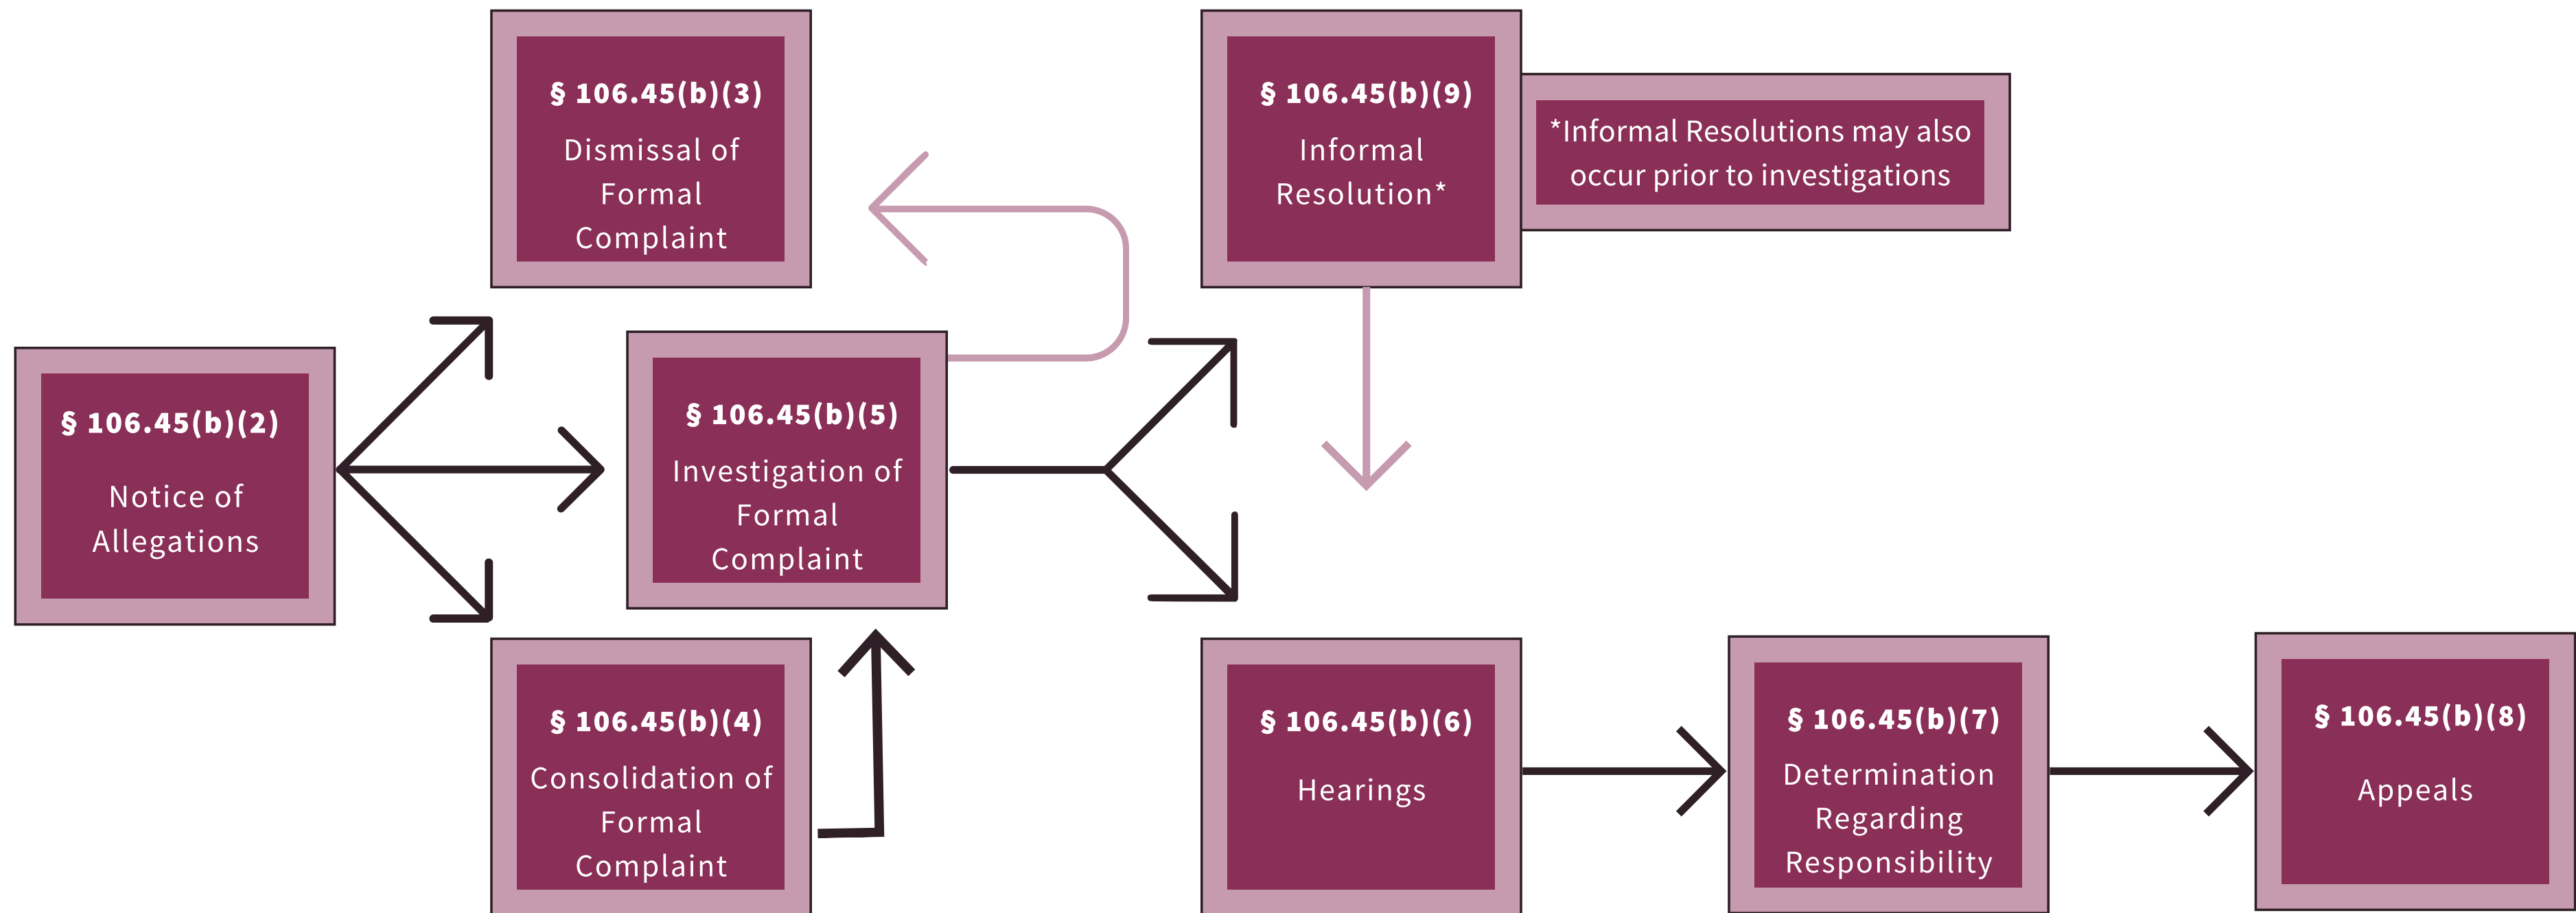 § 106.45(b)(2)
Notice of
Allegations
§ 106.45(b)(3)
Dismissal of
Formal
Complaint
§ 106.45(b)(5)
Investigation of
Formal
Complaint
§ 106.45(b)(4)
Consolidation of
Formal
Complaint
§ 106.45(b)(9)
Informal
Resolution*
*Informal Resolutions may also
occur prior to investigations
§ 106.45(b)(6)
Hearings
§ 106.45(b)(7)
Determination
Regarding
Responsibility
§ 106.45(b)(8)
Appeals